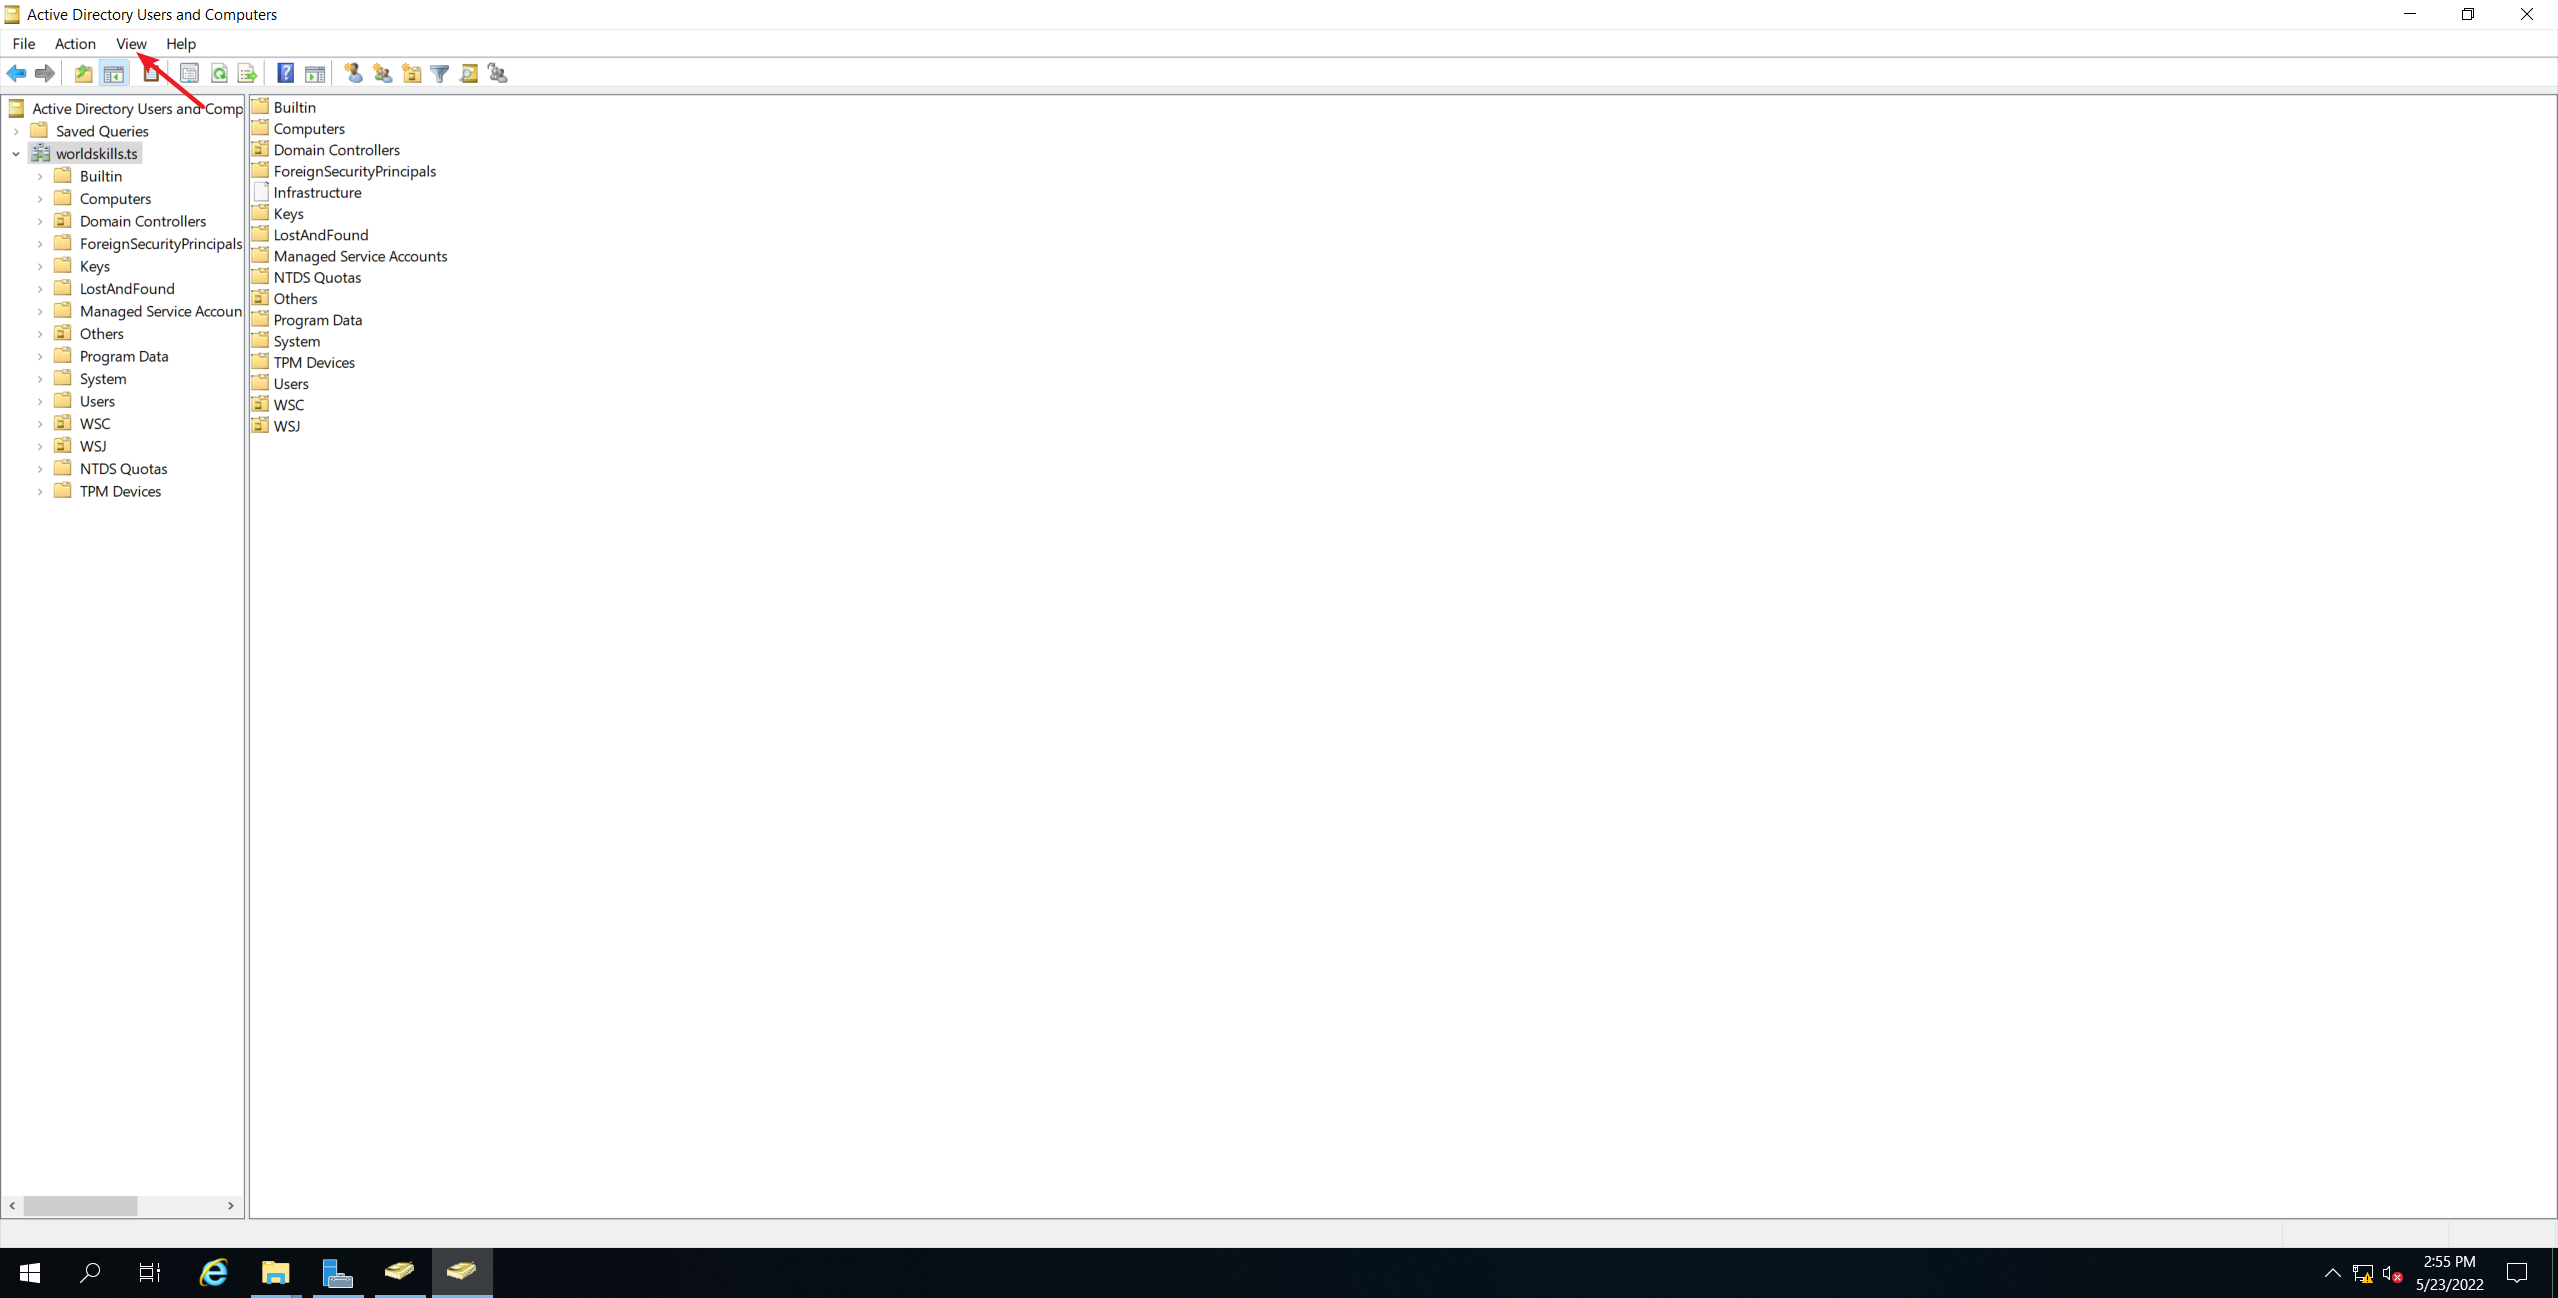 Active Directory Users and Computers
File Action View Help
Active Directory Users and Comp
Saved Queries
worldskills.ts
Builtin
Computers
Domain Controllers
ForeignSecurityPrincipals
Keys
LostAndFound
Managed Service Accoun
Others
Program Data
System
Users
WSC
WSJ
NTDS Quotas
TPM Devices
Builtin
Computers
Domain Controllers
ForeignSecurityPrincipals
Infrastructure
Keys
LostAndFound
Managed Service Accounts
NTDS Quotas
Others
Program Data
System
TPM Devices
Users
WSC
WSJ
2:55 PM
5/23/2022